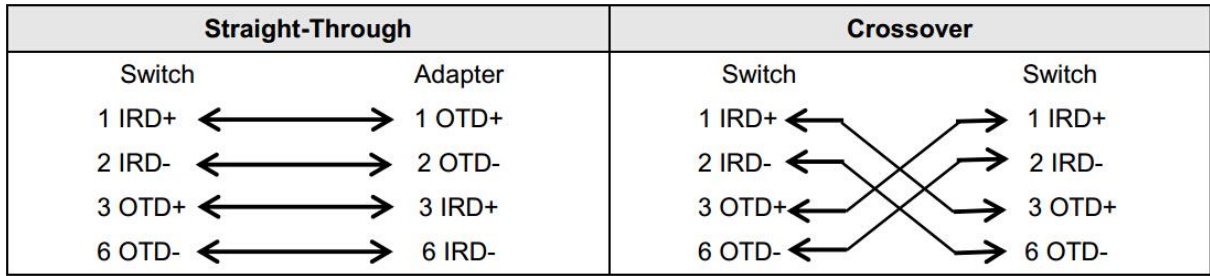 Straight-Through Crossover
Switch Adapter Switch Switch
1 IRD+ 1 OTD+ 1 IRD+ 1 IRD+
2 IRD- 2 OTD- 2 IRD- 2 IRD-
3 OTD+ 3 IRD+ 3 OTD+ 3 OTD+
6 OTD- 6 IRD- 6 OTD- 6 OTD-